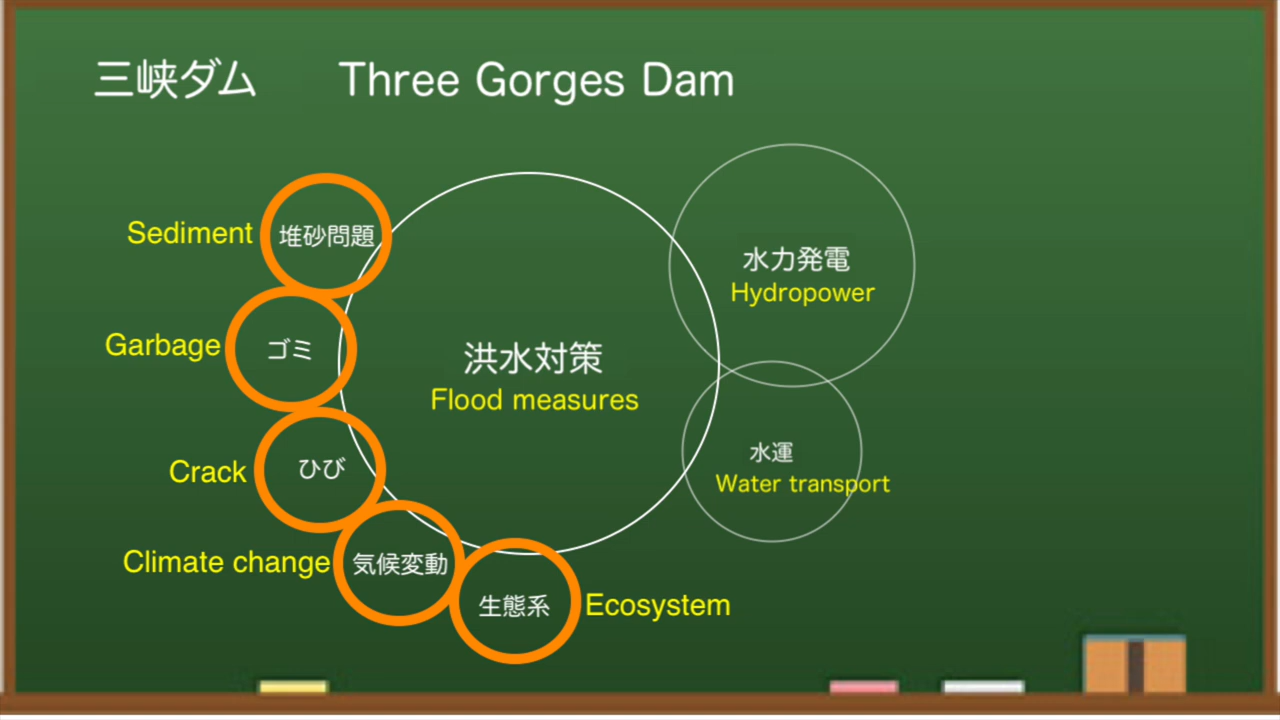 三峡ダム Three Gorges Dam
Sediment 堆砂問題
Garbage ゴミ
Crack ひび
Climate change 気候変動
生態系 Ecosystem
洪水対策
Flood measures
水力発電
Hydropower
水運
Water transport